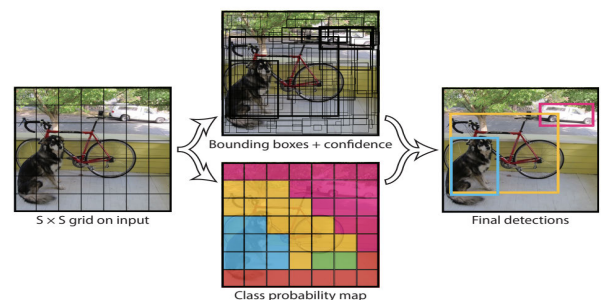 Bounding boxes + confidence
S × S grid on input
Final detections
Class probability map